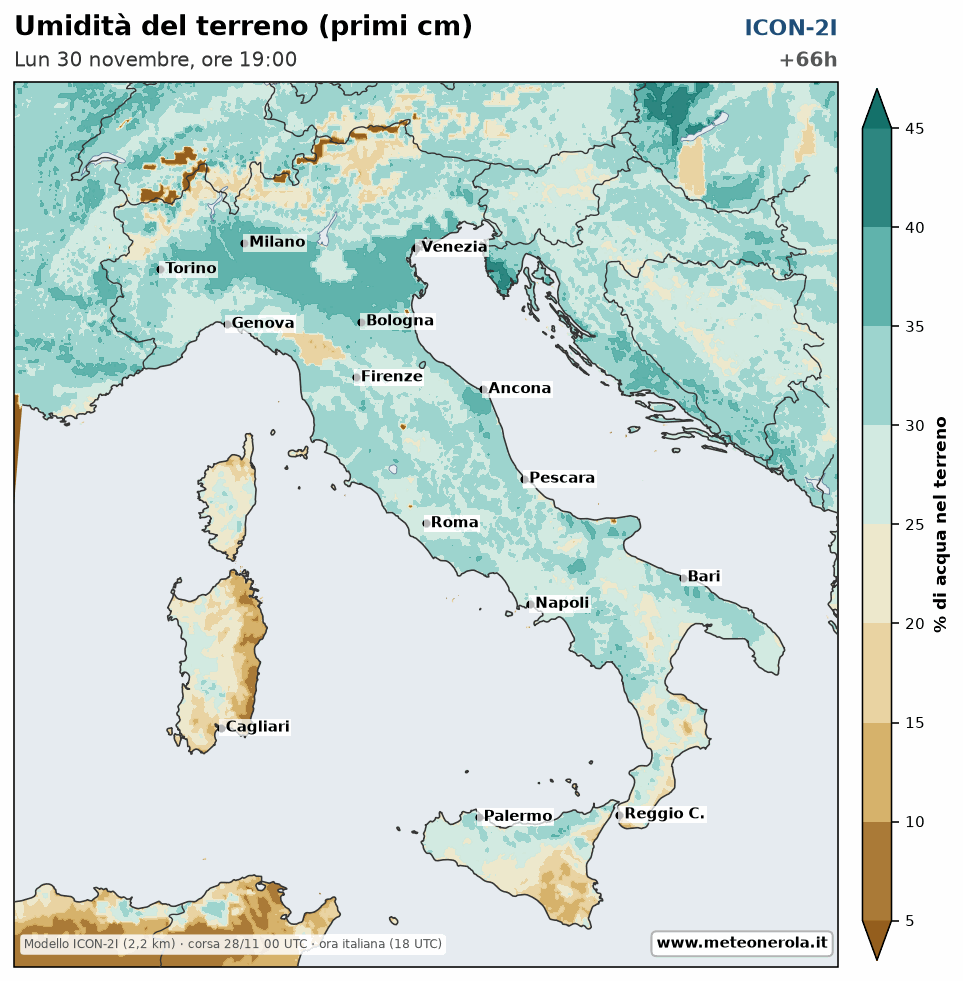 Umidità del terreno (primi cm)
ICON-2I
Lun 30 novembre, ore 19:00
+66h
45
40
35
30
25
20
15
10
5
% di acqua nel terreno
Milano
Venezia
Torino
Genova
Bologna
Firenze
Ancona
Pescara
Roma
Bari
Napoli
Cagliari
Palermo
Reggio C.
Modello ICON-2I (2,2 km) · corsa 28/11 00 UTC · ora italiana (18 UTC)
www.meteonerola.it